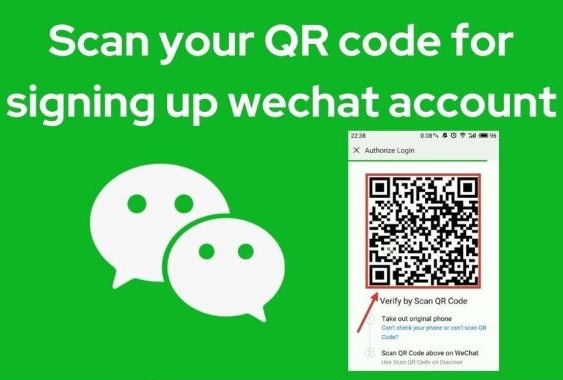 Scan your QR code for
signing up wechat account
22:38
0.08% 96
× Authorize Login
Verify by Scan QR Code
1 Take out original phone
Can't check your phone or can't scan QR
Code?
2 Scan QR Code above on WeChat
Use Scan QR Code on Discover